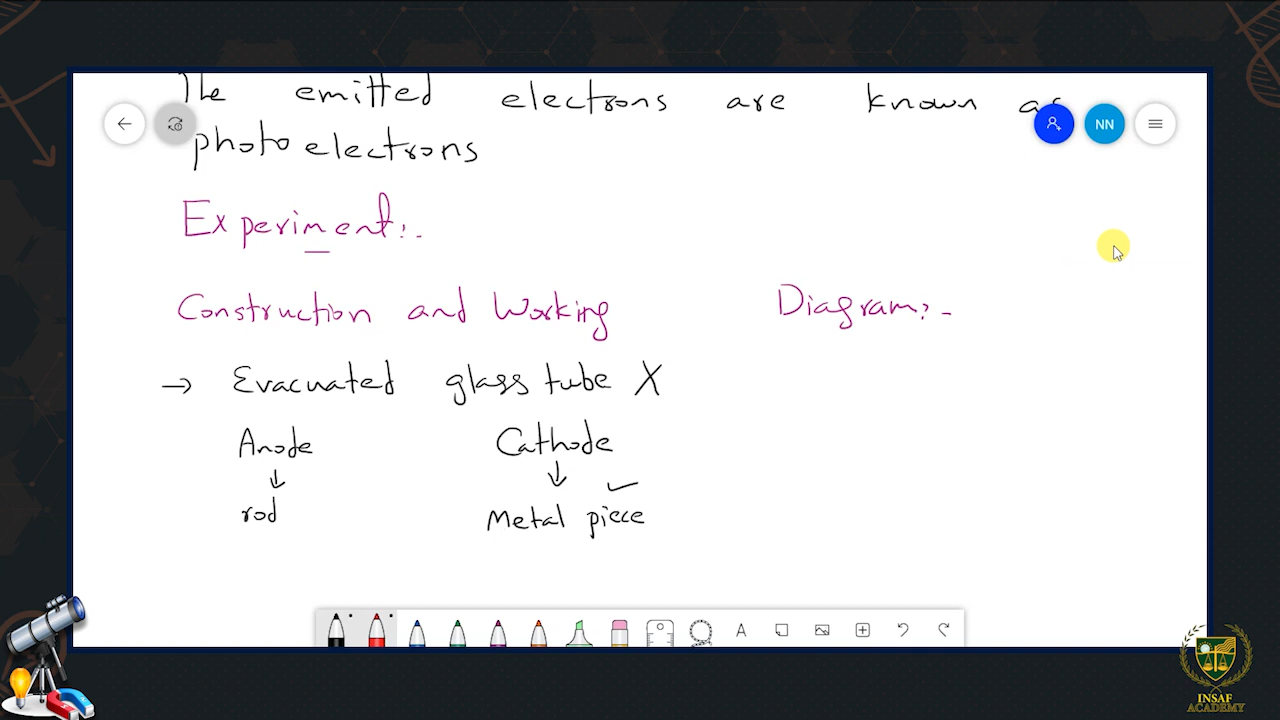 The emitted electrons are known as
NN
photoelectrons
Experiment:-
Construction and Working
Diagram:-
→ Evacuated glass tube X
Anode Cathode
↓ ↓ ✓
rod Metal piece
A
INSAF
ACADEMY